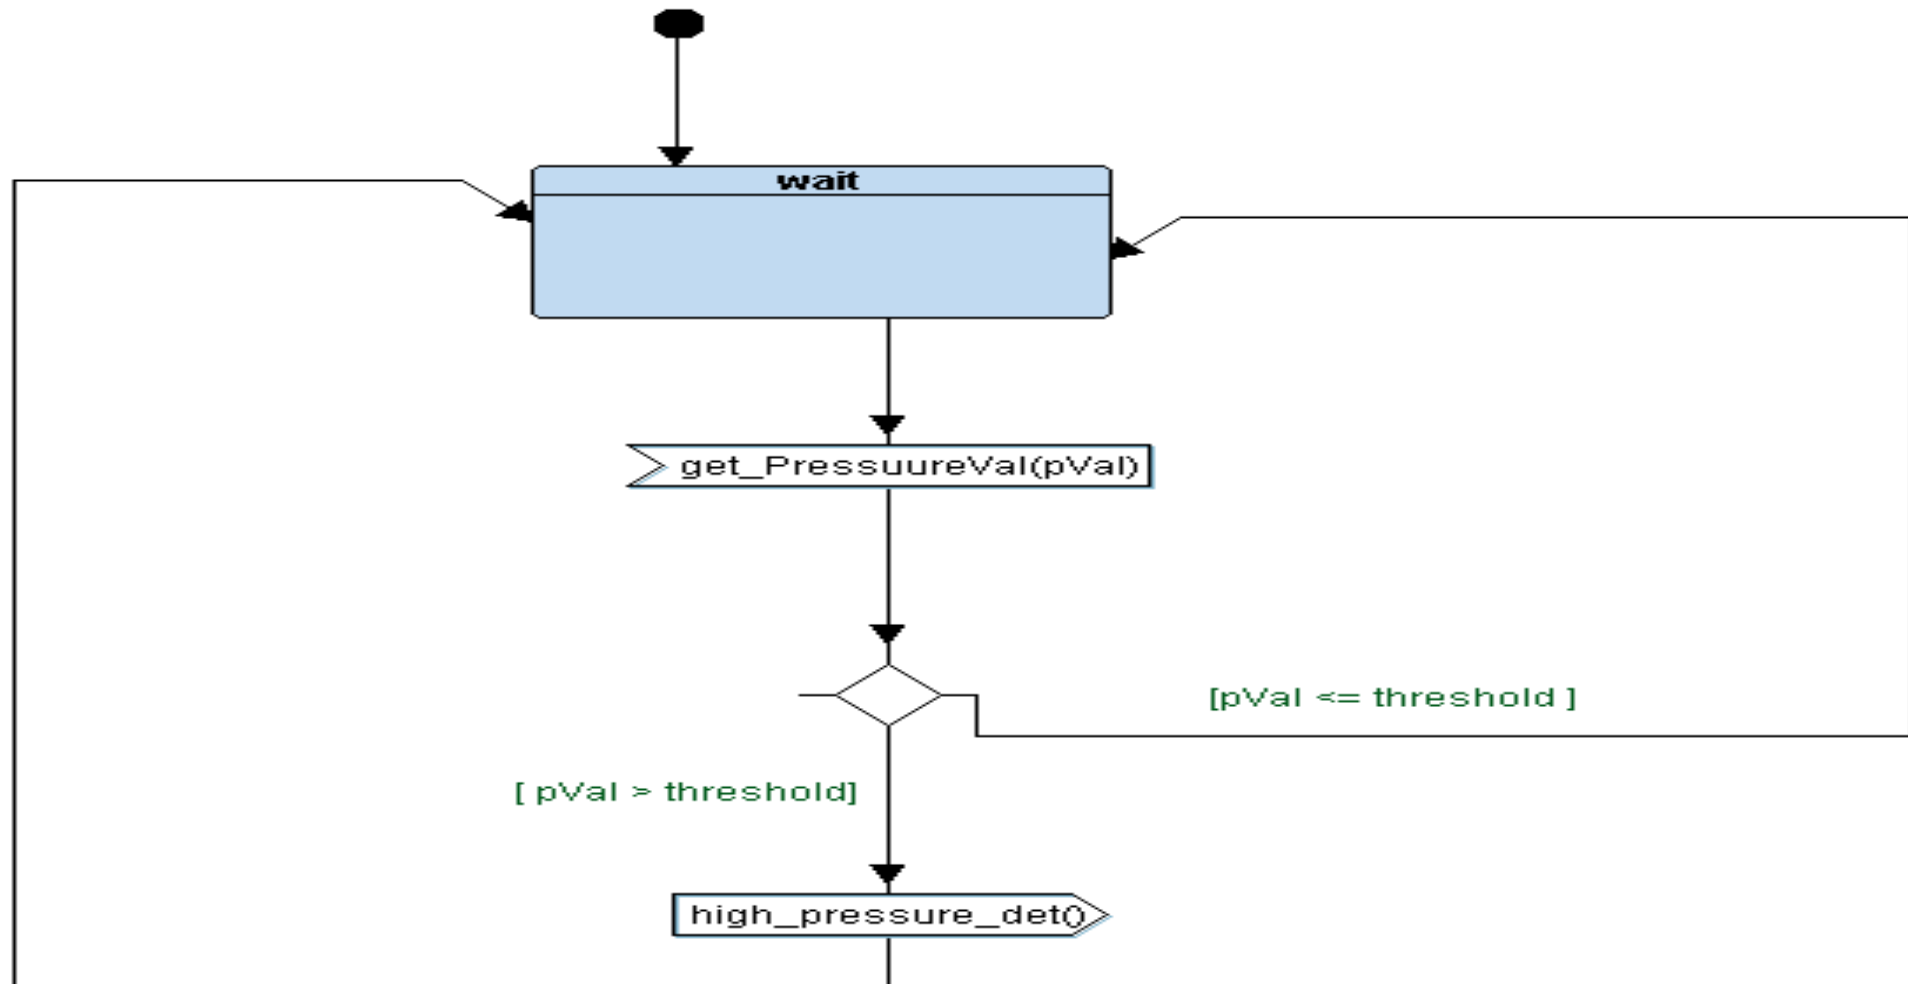 wait
get_PressuureVal(pVal)
[pVal <= threshold ]
[ pVal > threshold]
high_pressure_det()